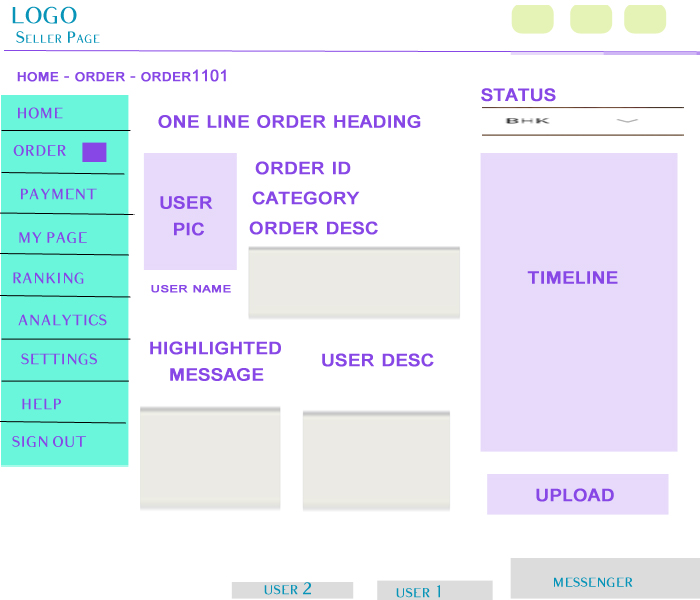 LOGO
Seller Page
HOME - ORDER - ORDER1101
STATUS
BHK
HOME
ORDER
PAYMENT
MY PAGE
RANKING
ANALYTICS
SETTINGS
HELP
SIGN OUT
ONE LINE ORDER HEADING
USER
PIC
USER NAME
ORDER ID
CATEGORY
ORDER DESC
HIGHLIGHTED
MESSAGE
USER DESC
TIMELINE
UPLOAD
USER 2
USER 1
MESSENGER